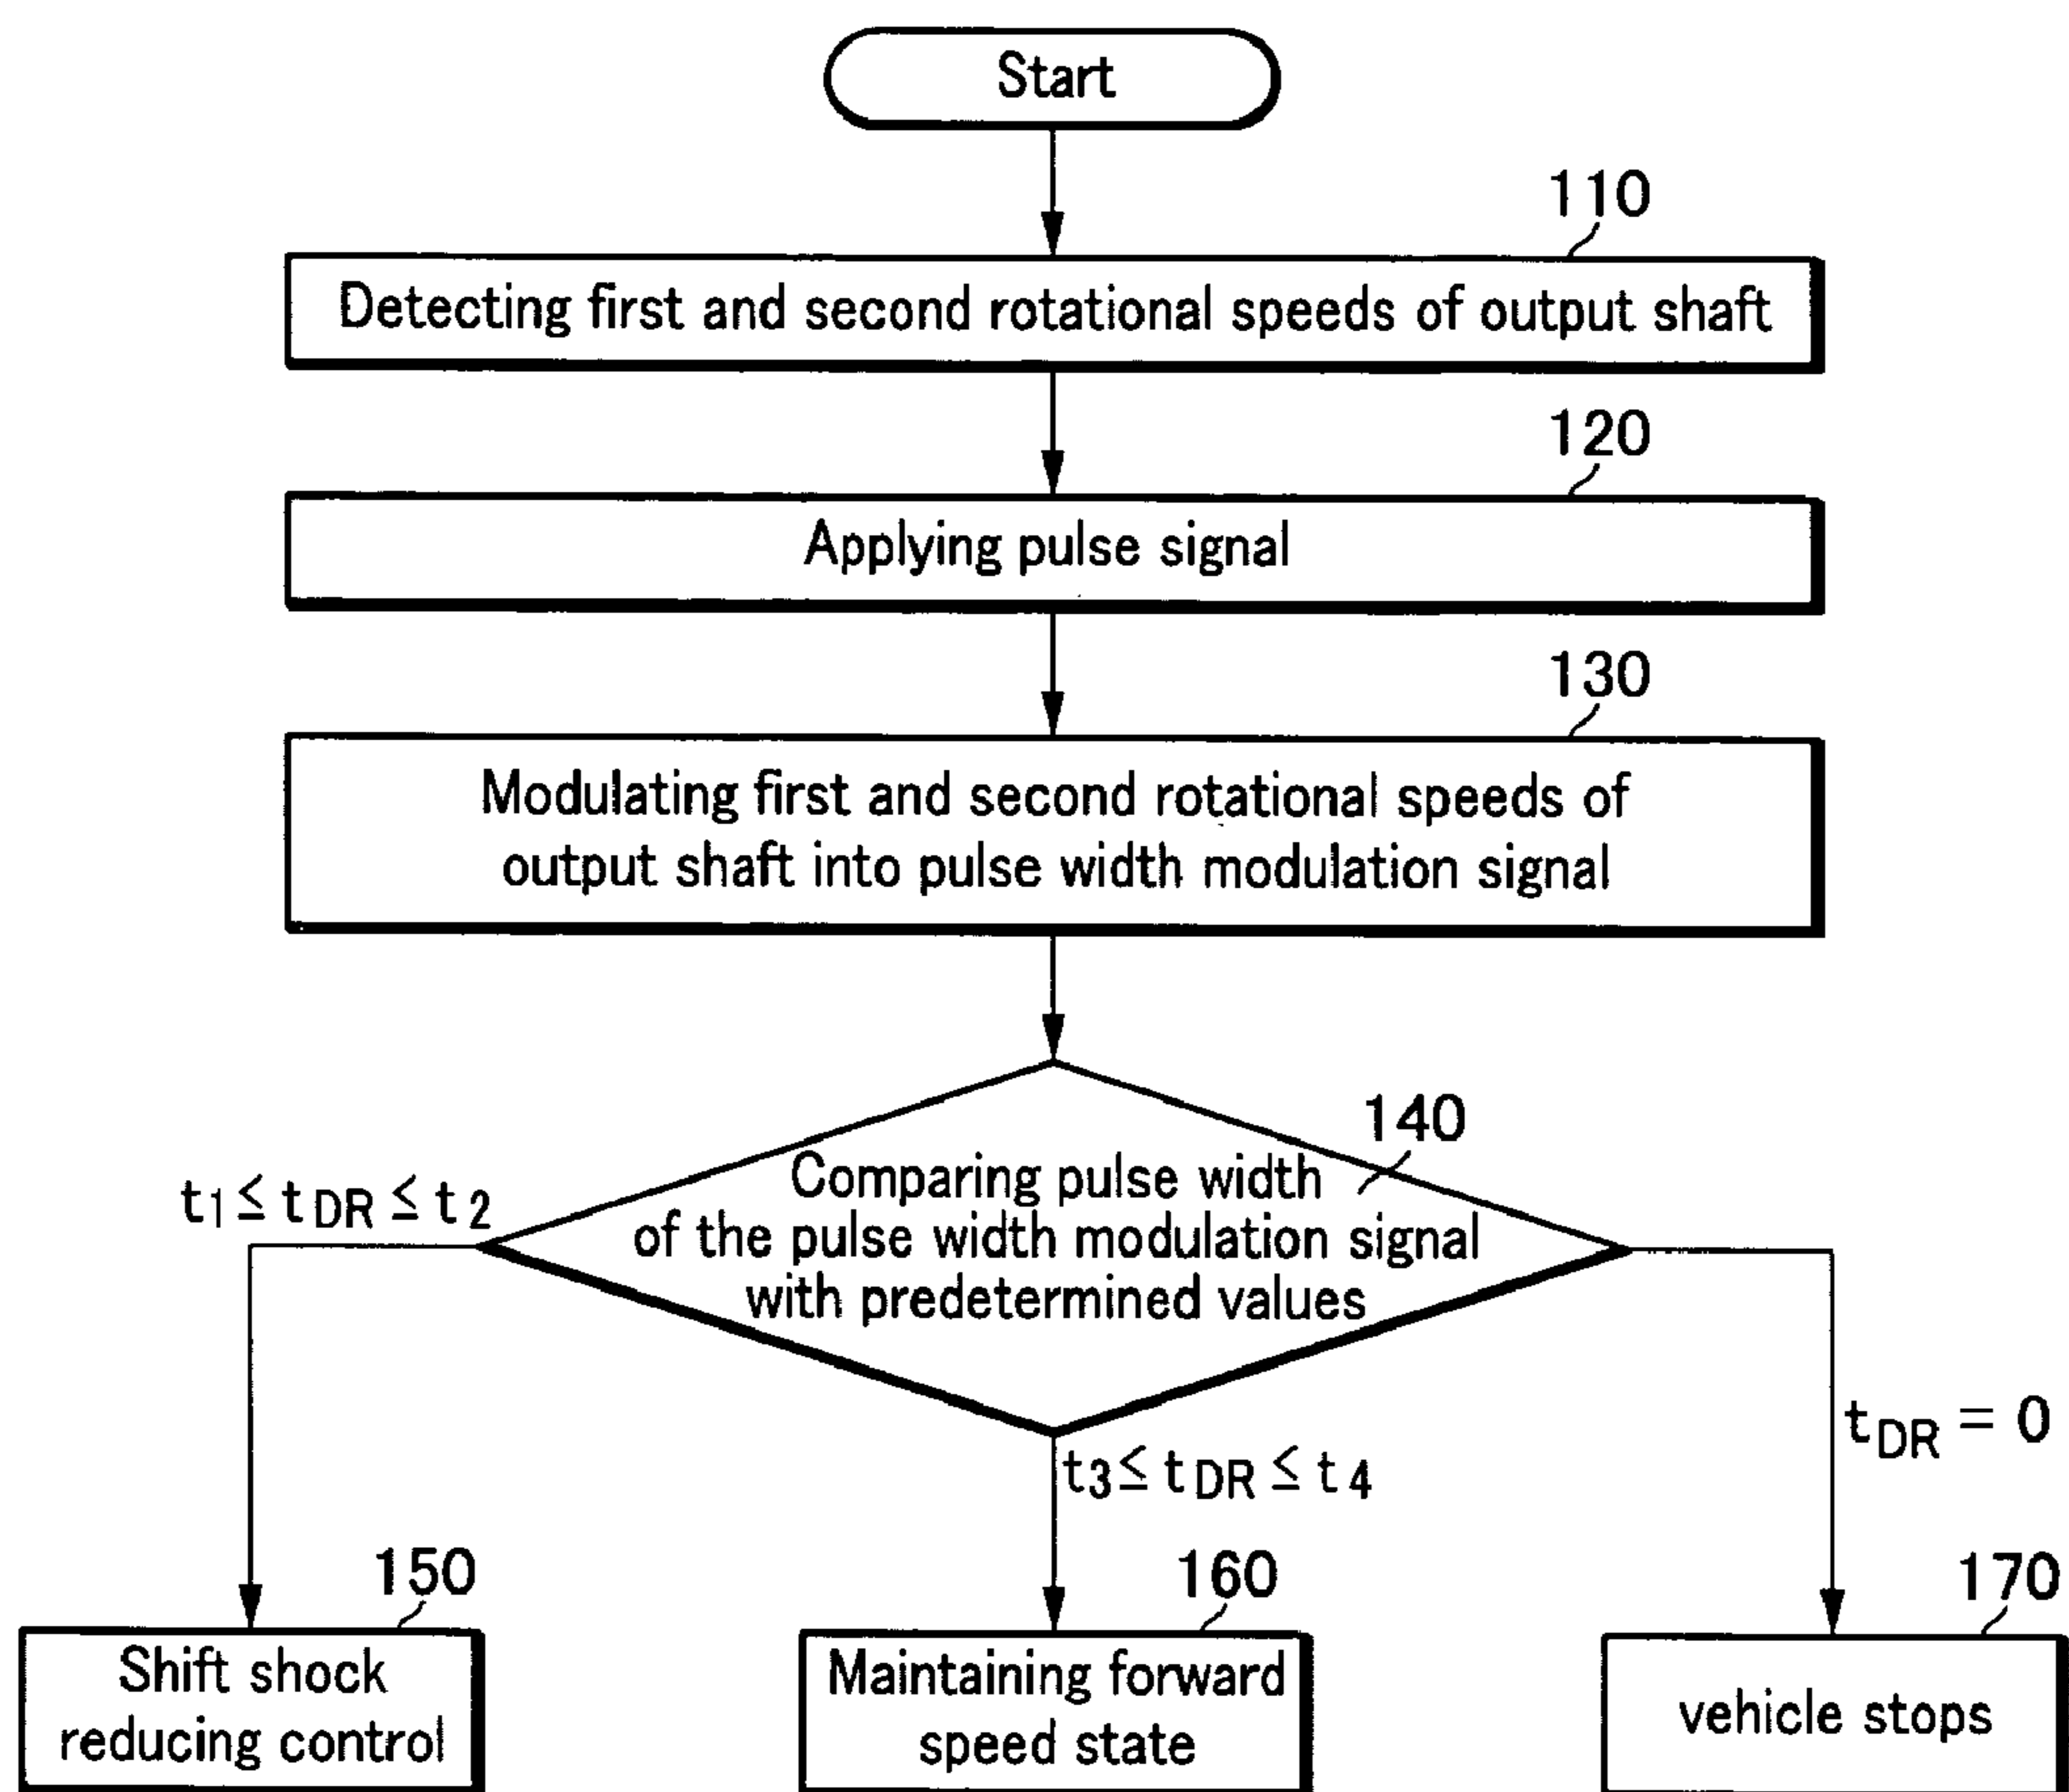 Start
110
Detecting first and second rotational speeds of output shaft
120
Applying pulse signal
130
Modulating first and second rotational speeds of
output shaft into pulse width modulation signal
140
Comparing pulse width
of the pulse width modulation signal
with predetermined values
t1 ≤ tDR ≤ t2
t3 ≤ tDR ≤ t4
tDR = 0
150
Shift shock
reducing control
160
Maintaining forward
speed state
170
vehicle stops